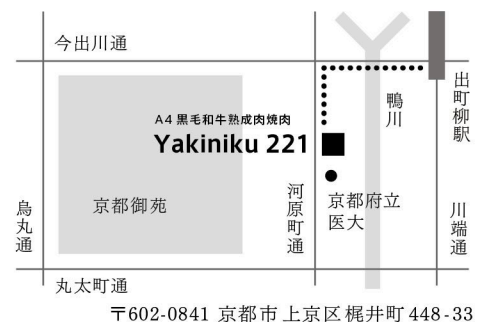 今出川通
出町柳駅
鴨川
A4 黒毛和牛熟成肉焼肉
Yakiniku 221
京都御苑
烏丸通
河原町通
京都府立
医大
川端通
丸太町通
〒602-0841 京都市上京区梶井町448-33